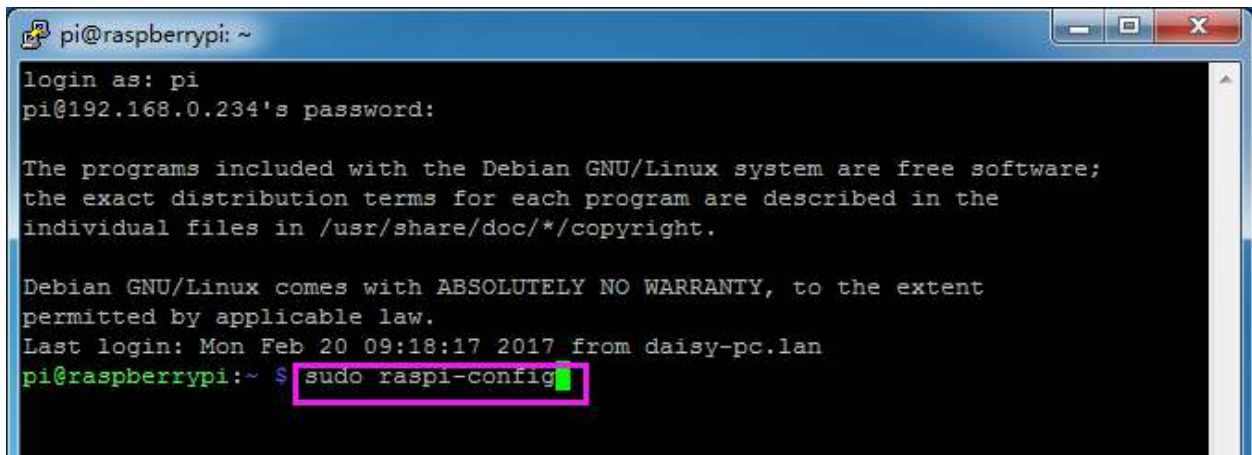 pi@raspberrypi: ~
login as: pi
pi@192.168.0.234's password:
The programs included with the Debian GNU/Linux system are free software;
the exact distribution terms for each program are described in the
individual files in /usr/share/doc/*/copyright.
Debian GNU/Linux comes with ABSOLUTELY NO WARRANTY, to the extent
permitted by applicable law.
Last login: Mon Feb 20 09:18:17 2017 from daisy-pc.lan
pi@raspberrypi:~ $ sudo raspi-config